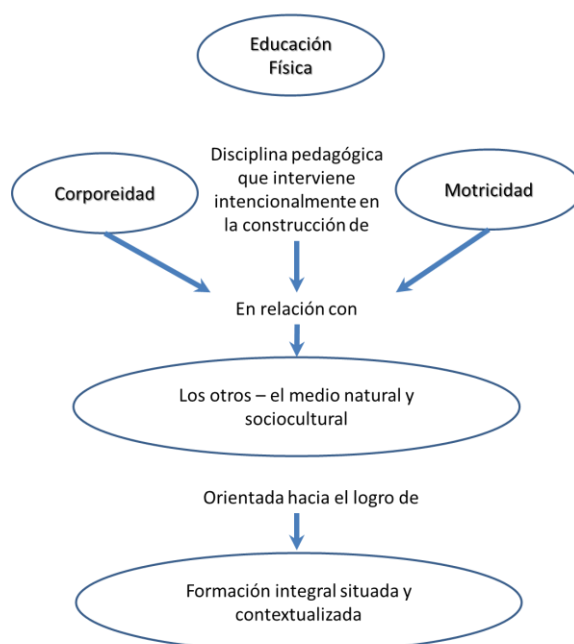 Educación
Física
Disciplina pedagógica
que interviene
intencionalmente en
la construcción de
Corporeidad
Motricidad
En relación con
Los otros – el medio natural y
sociocultural
Orientada hacia el logro de
Formación integral situada y
contextualizada